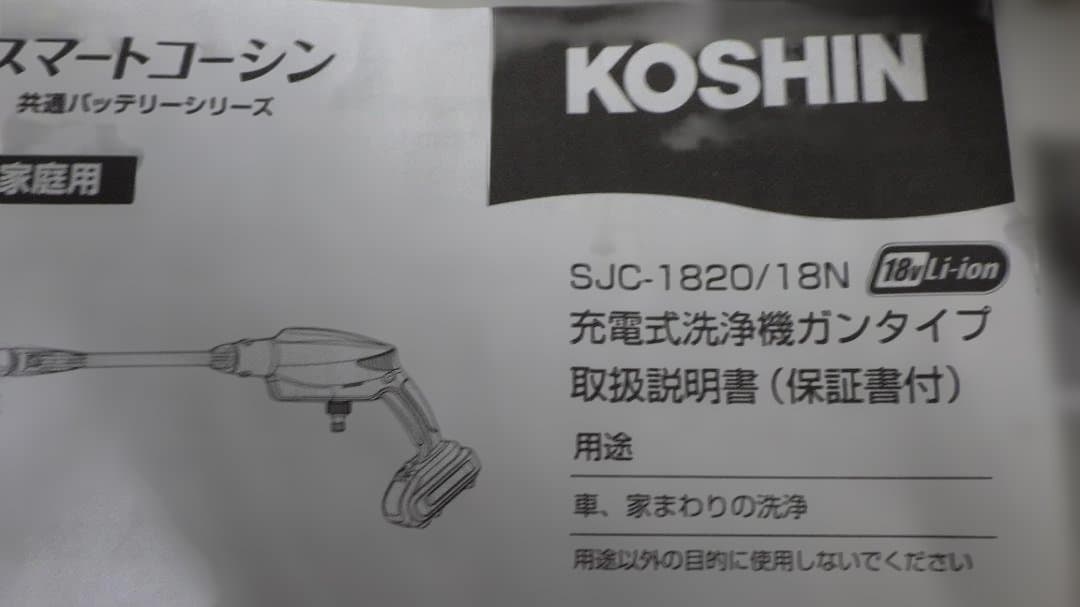 スマートコーシン
共通バッテリーシリーズ
家庭用
KOSHIN
SJC-1820/18N
18v Li-ion
充電式洗浄機ガンタイプ
取扱説明書（保証書付）
用途
車、家まわりの洗浄
用途以外の目的に使用しないでください